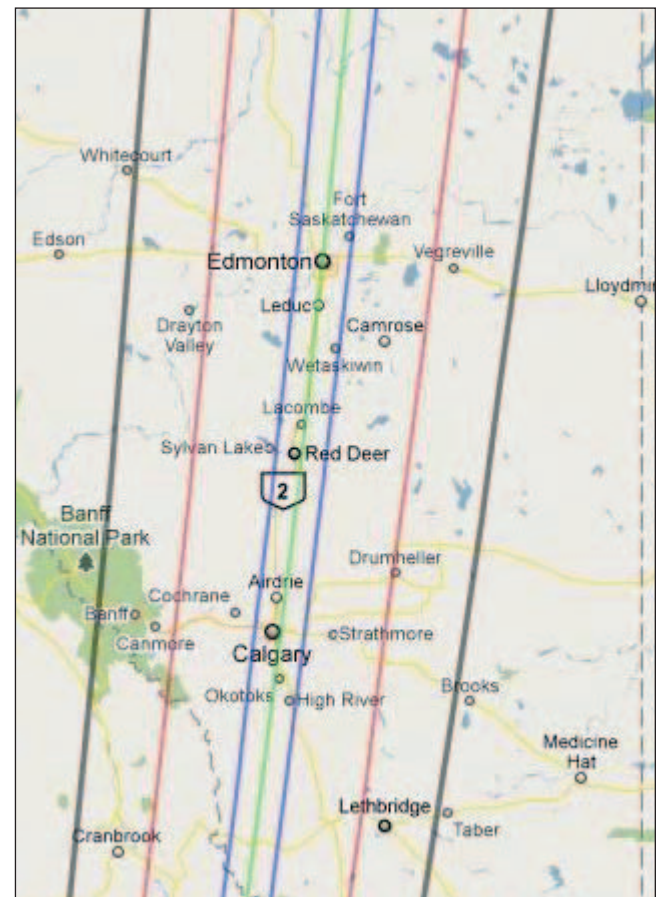 Whitecourt
Fort
Saskatchewan
Edson
Edmonton
Vegreville
Leduc
Lloydmin
Drayton
Valley
Camrose
Wetaskiwin
Lacombe
Sylvan Lake
Red Deer
2
Banff
National Park
Drumheller
Airdrie
Cochrane
Banff
Canmore
Strathmore
Calgary
Okotoks
High River
Brooks
Medicine
Hat
Lethbridge
Taber
Cranbrook